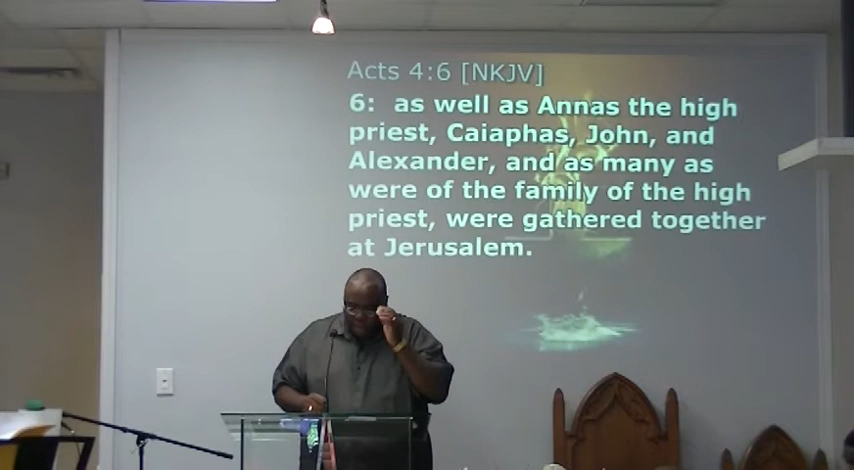 Acts 4:6 [NKJV]
6: as well as Annas the high
priest, Caiaphas, John, and
Alexander, and as many as
were of the family of the high
priest, were gathered together
at Jerusalem.